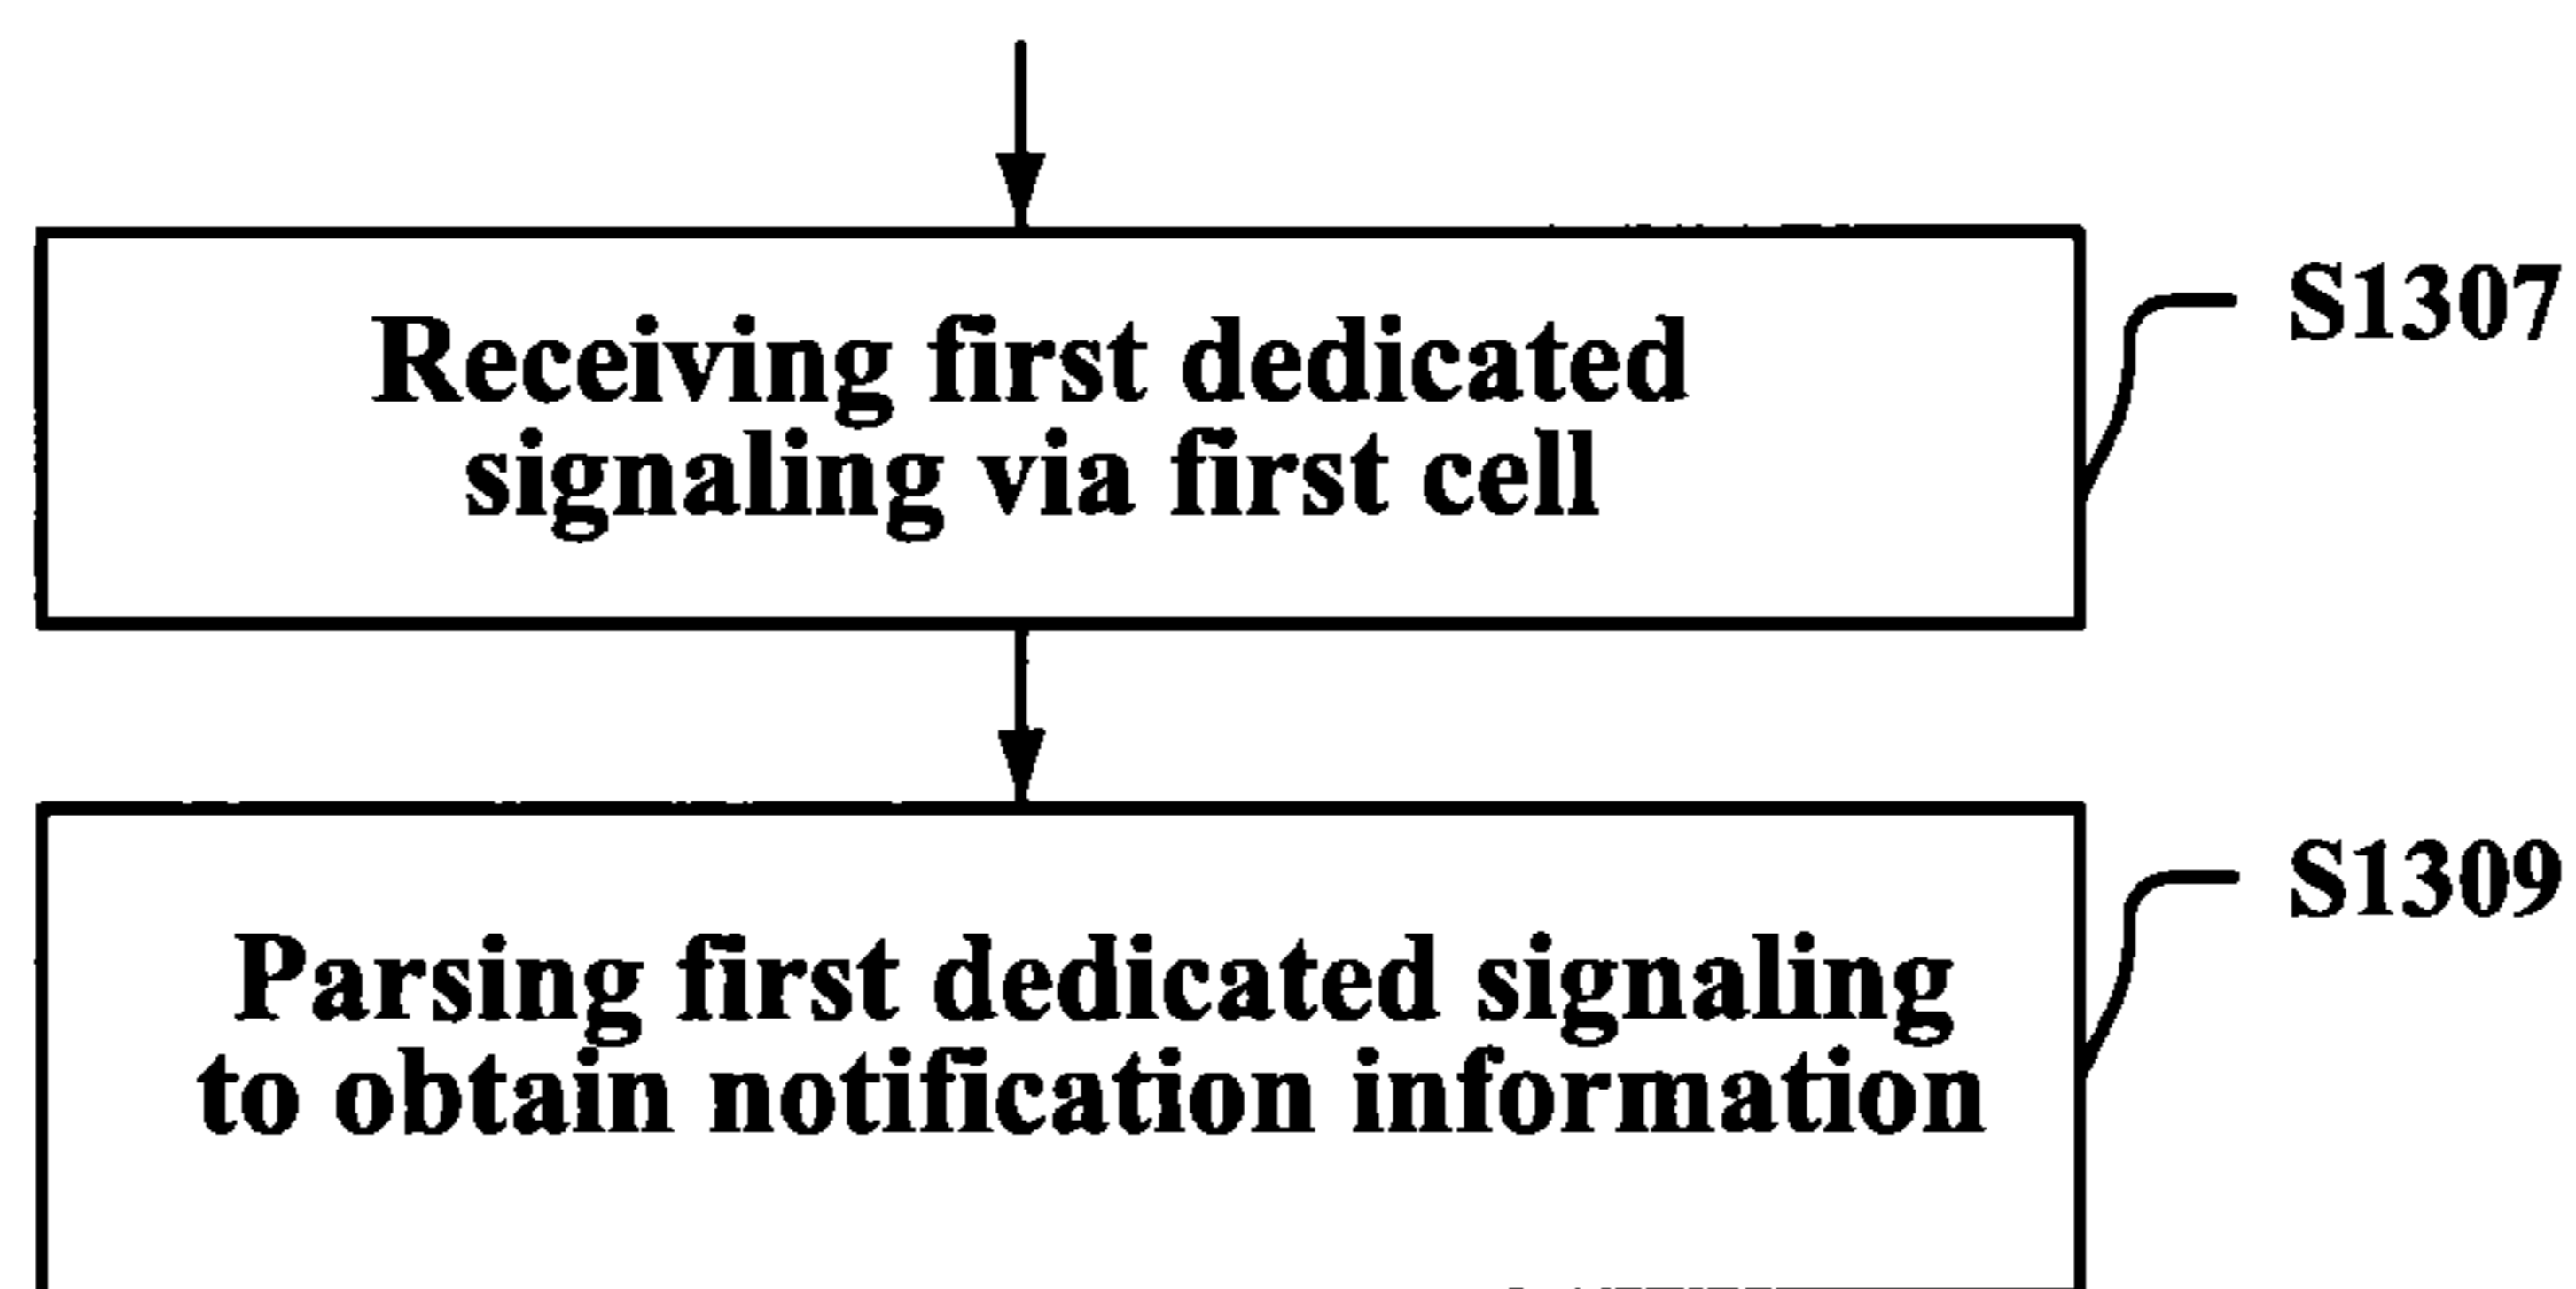 S1307
Receiving first dedicated
signaling via first cell
S1309
Parsing first dedicated signaling
to obtain notification information